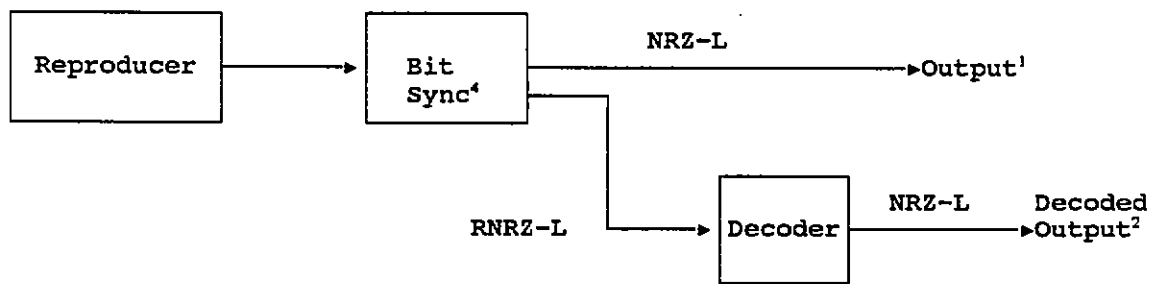 NRZ-L
Reproducer
Bit
Sync⁴
Output¹
RNRZ-L
Decoder
NRZ-L
Decoded
Output²